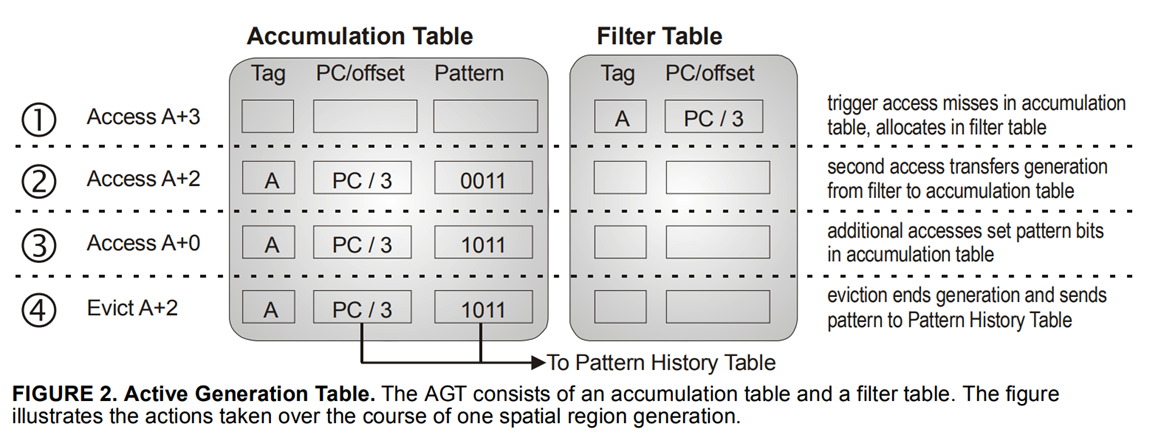 Accumulation Table Filter Table
Tag PC/offset Pattern Tag PC/offset
① Access A+3 A PC / 3 trigger access misses in accumulation
table, allocates in filter table
② Access A+2 A PC / 3 0011 second access transfers generation
from filter to accumulation table
③ Access A+0 A PC / 3 1011 additional accesses set pattern bits
in accumulation table
④ Evict A+2 A PC / 3 1011 eviction ends generation and sends
pattern to Pattern History Table
To Pattern History Table
FIGURE 2. Active Generation Table. The AGT consists of an accumulation table and a filter table. The figure
illustrates the actions taken over the course of one spatial region generation.